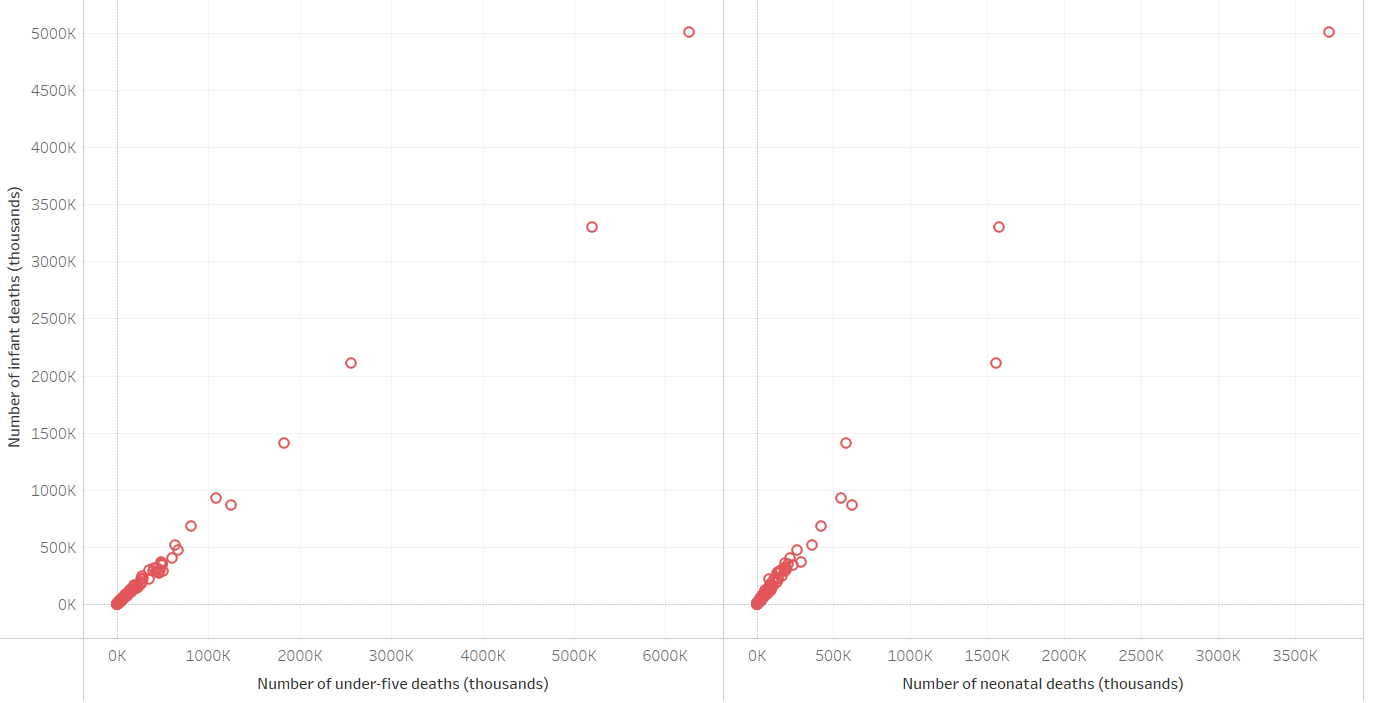 Number of infant deaths (thousands)
5000K
4500K
4000K
3500K
3000K
2500K
2000K
1500K
1000K
500K
0K
0K 1000K 2000K 3000K 4000K 5000K 6000K
Number of under-five deaths (thousands)
0K 500K 1000K 1500K 2000K 2500K 3000K 3500K
Number of neonatal deaths (thousands)